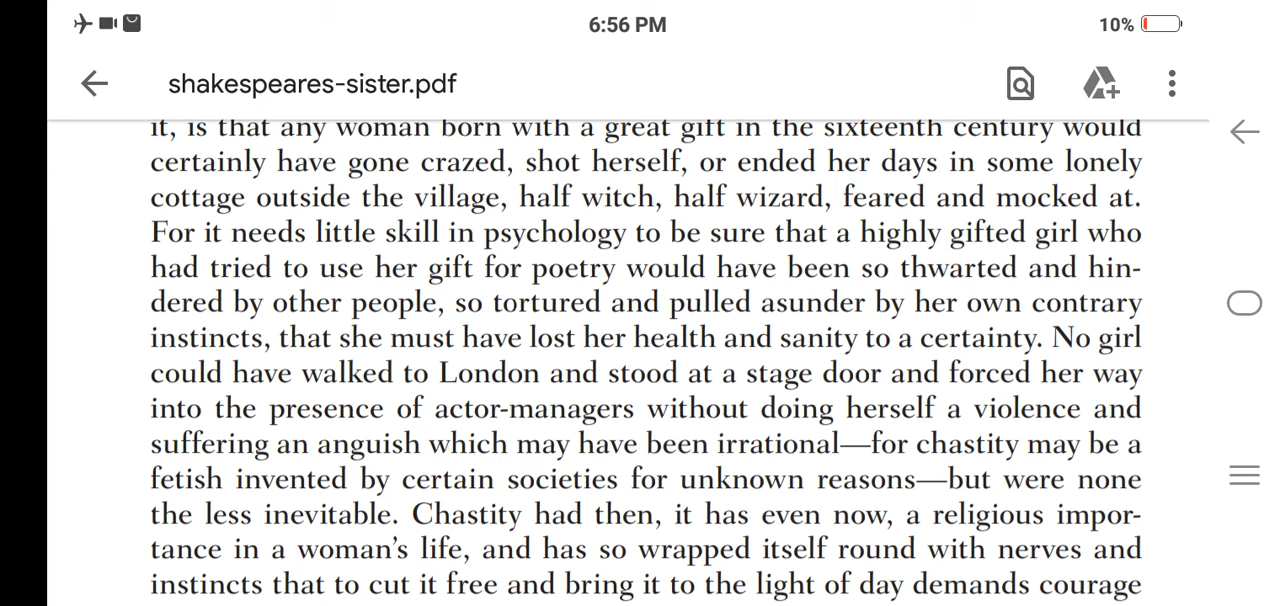 6:56 PM
10%
shakespeares-sister.pdf
it, is that any woman born with a great gift in the sixteenth century would
certainly have gone crazed, shot herself, or ended her days in some lonely
cottage outside the village, half witch, half wizard, feared and mocked at.
For it needs little skill in psychology to be sure that a highly gifted girl who
had tried to use her gift for poetry would have been so thwarted and hin-
dered by other people, so tortured and pulled asunder by her own contrary
instincts, that she must have lost her health and sanity to a certainty. No girl
could have walked to London and stood at a stage door and forced her way
into the presence of actor-managers without doing herself a violence and
suffering an anguish which may have been irrational—for chastity may be a
fetish invented by certain societies for unknown reasons—but were none
the less inevitable. Chastity had then, it has even now, a religious impor-
tance in a woman's life, and has so wrapped itself round with nerves and
instincts that to cut it free and bring it to the light of day demands courage